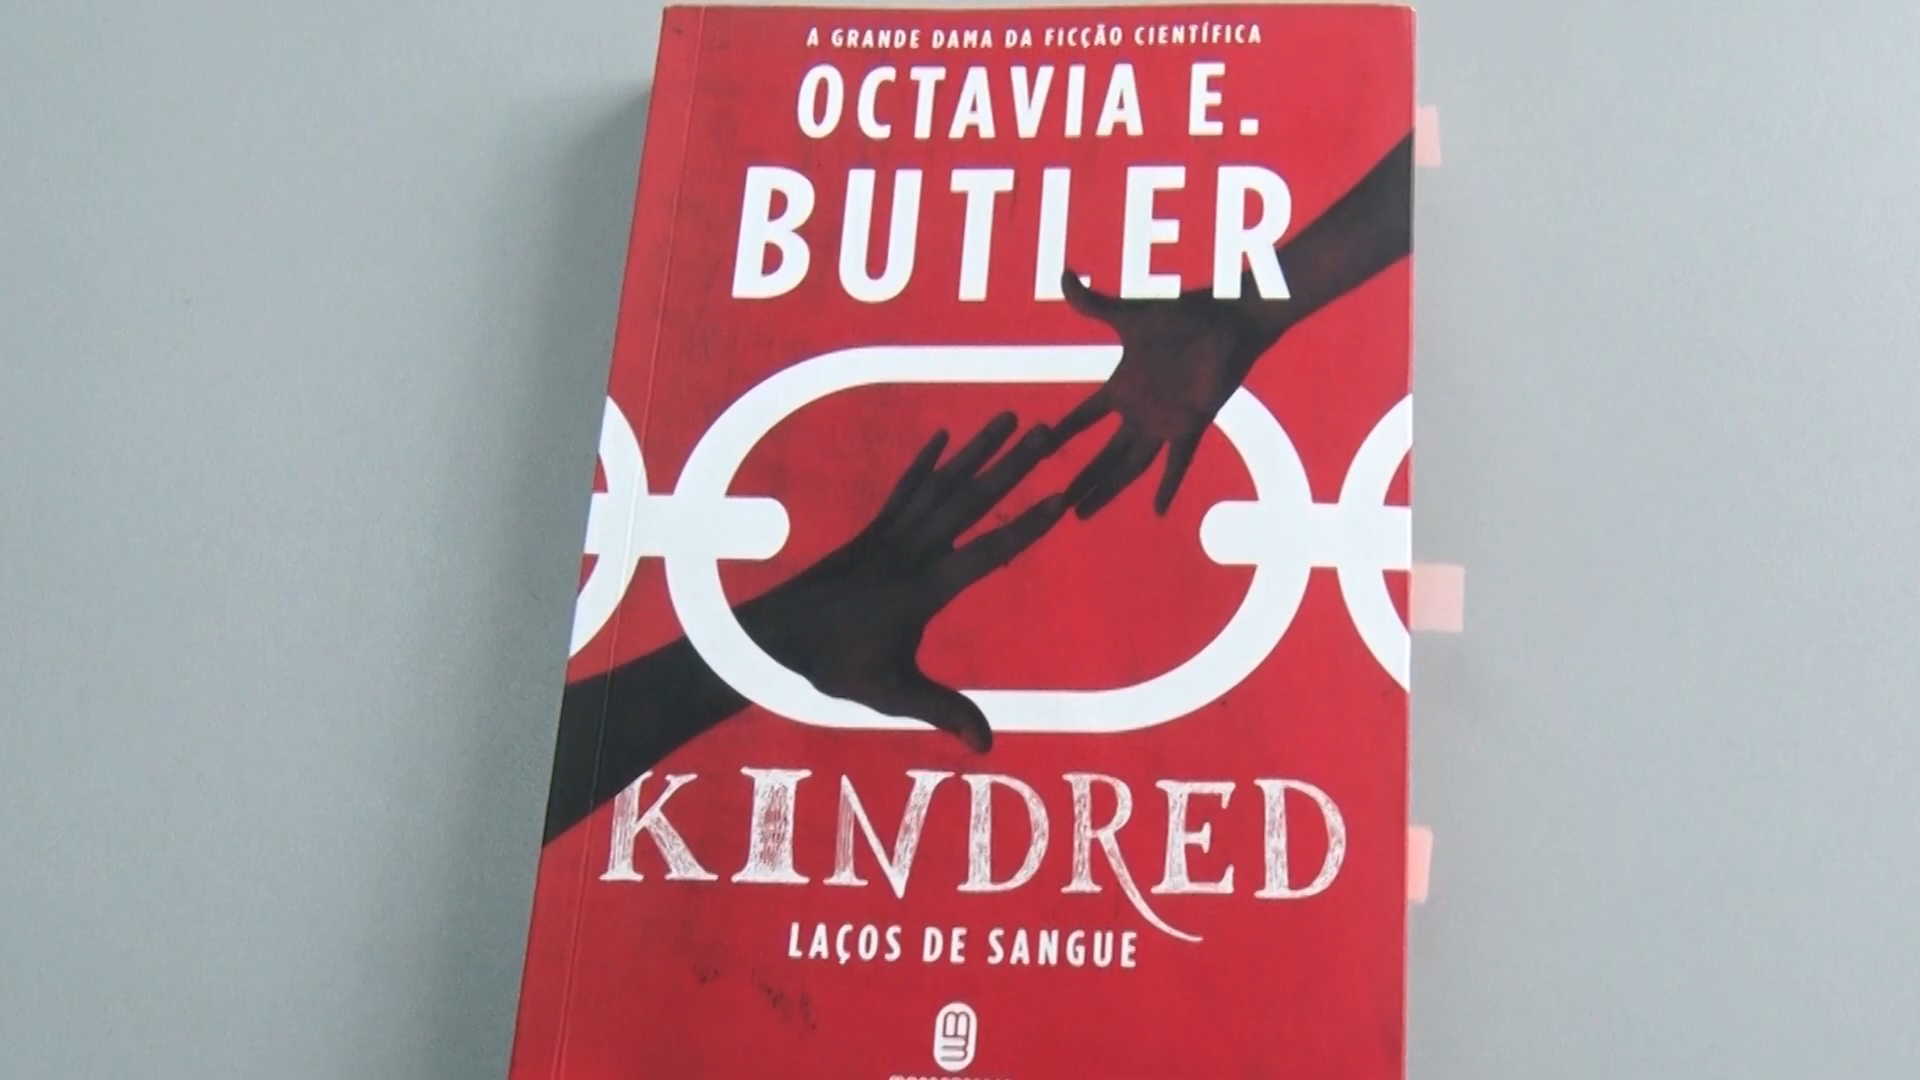 A GRANDE DAMA DA FICÇÃO CIENTÍFICA
OCTAVIA E.
BUTLER
KINDRED
LAÇOS DE SANGUE